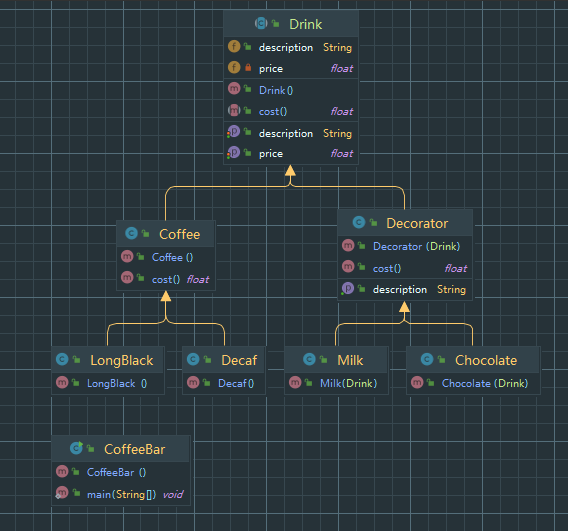 Drink
description String
price float
Drink()
cost() float
description String
price float
Coffee
Coffee ()
cost() float
Decorator
Decorator (Drink)
cost() float
description String
LongBlack
LongBlack ()
Decaf
Decaf()
Milk
Milk(Drink)
Chocolate
Chocolate (Drink)
CoffeeBar
CoffeeBar ()
main(String[]) void